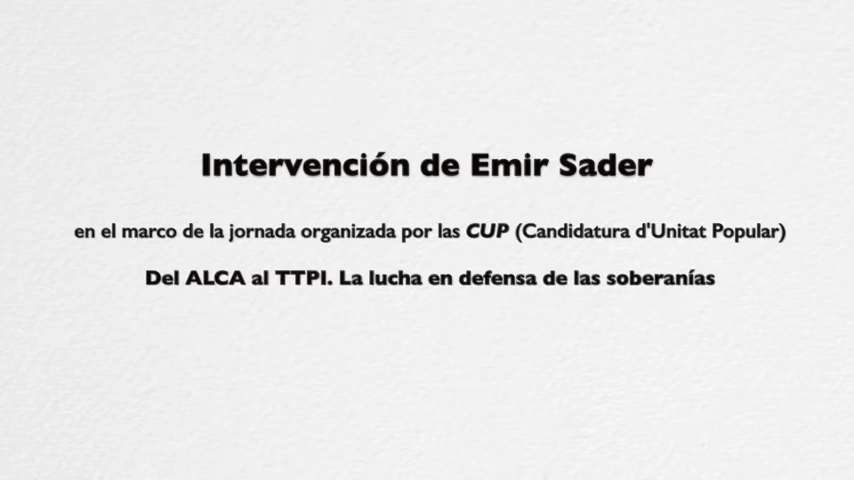 Intervención de Emir Sader
en el marco de la jornada organizada por las CUP (Candidatura d'Unitat Popular)
Del ALCA al TTPI. La lucha en defensa de las soberanías